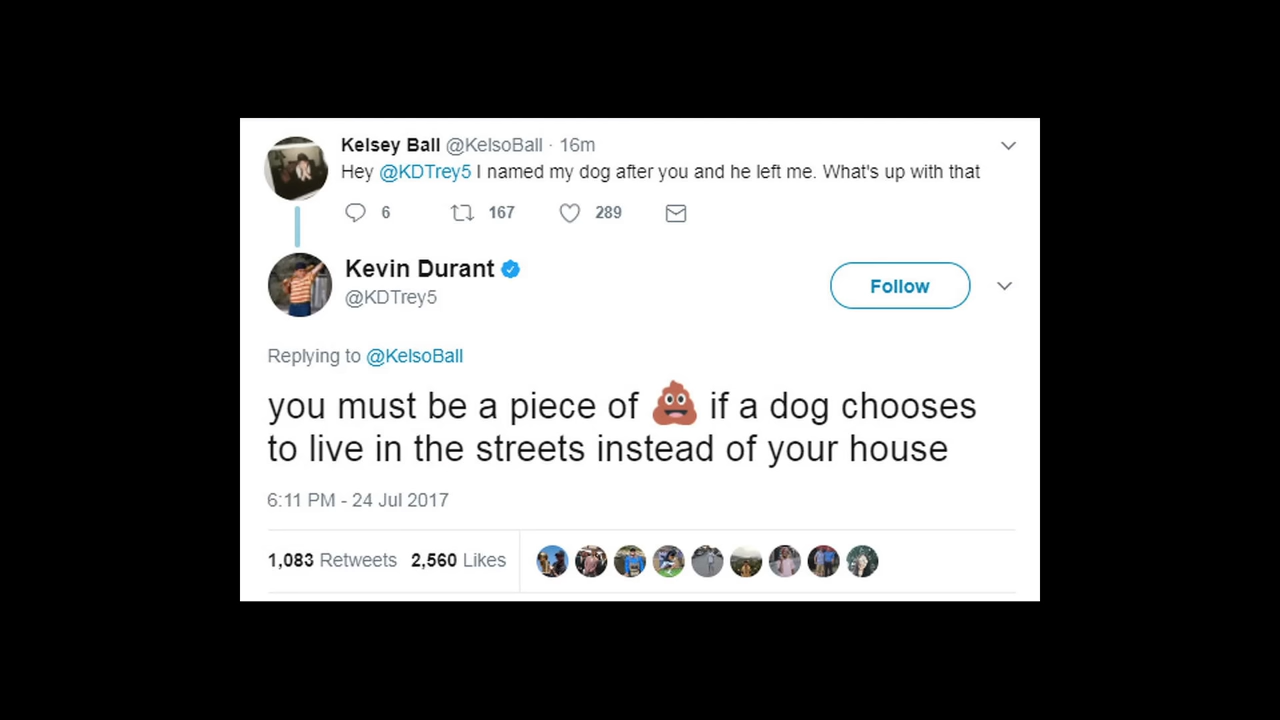 Kelsey Ball @KelsoBall · 16m
Hey @KDTrey5 I named my dog after you and he left me. What's up with that
6 167 289
Kevin Durant
@KDTrey5
Follow
Replying to @KelsoBall
you must be a piece of 💩 if a dog chooses
to live in the streets instead of your house
6:11 PM - 24 Jul 2017
1,083 Retweets 2,560 Likes